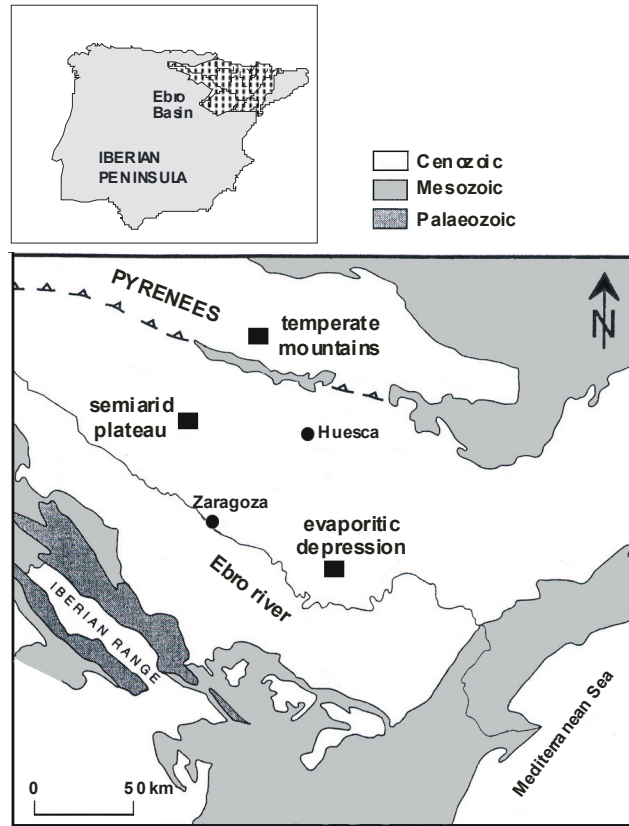 Ebro
Basin
IBERIAN
PENINSULA
Cenozoic
Mesozoic
Palaeozoic
PYRENEES
temperate
mountains
N
semiarid
plateau
Huesca
Zaragoza
evaporitic
depression
Ebro river
IBERIAN RANGE
Mediterranean Sea
0 50 km